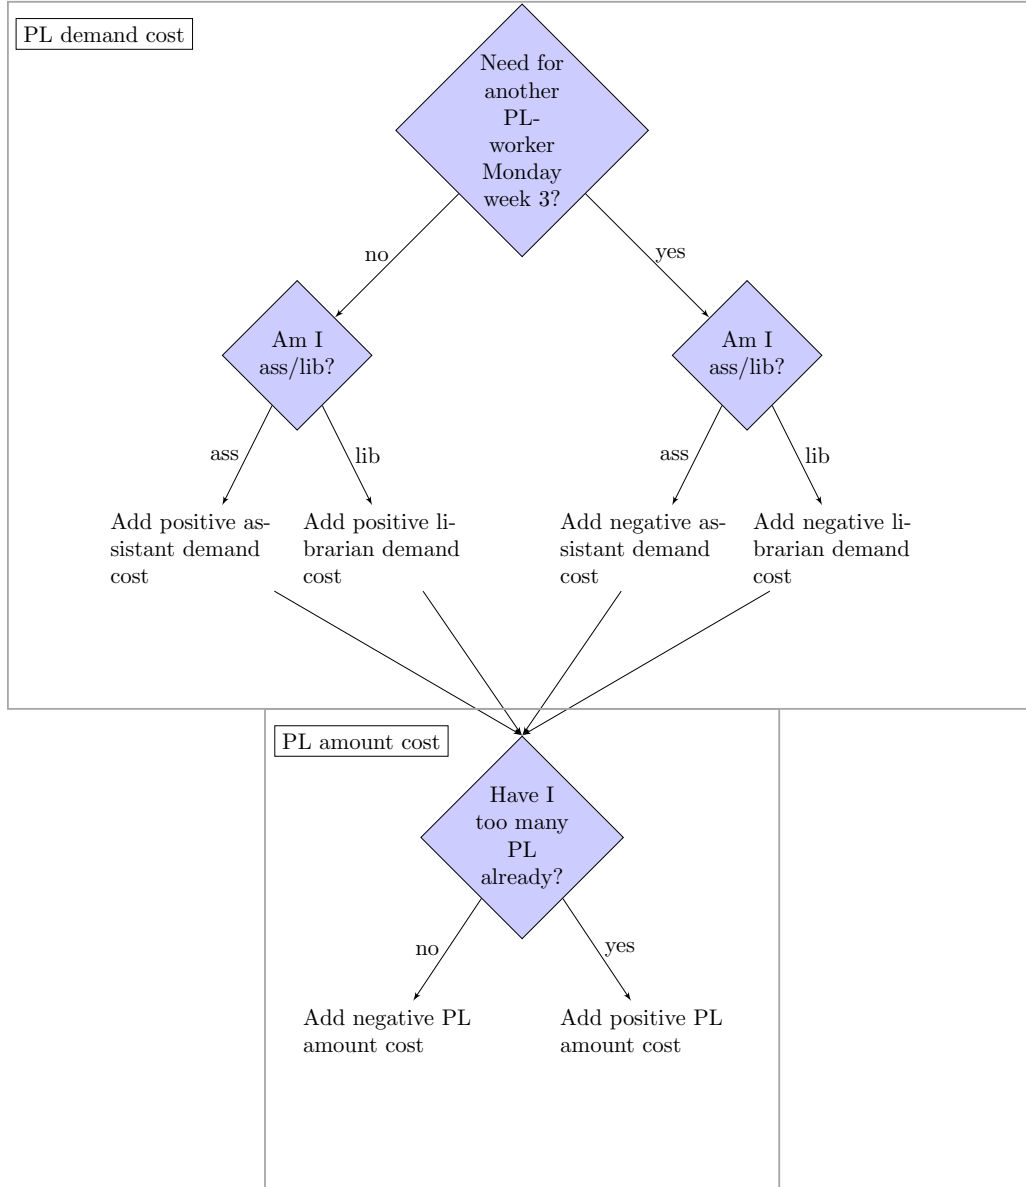 PL demand cost
Need for
another
PL-
worker
Monday
week 3?
no
yes
Am I
ass/lib?
Am I
ass/lib?
ass
lib
ass
lib
Add positive as-
sistant demand
cost
Add positive li-
brarian demand
cost
Add negative as-
sistant demand
cost
Add negative li-
brarian demand
cost
PL amount cost
Have I
too many
PL
already?
no
yes
Add negative PL
amount cost
Add positive PL
amount cost